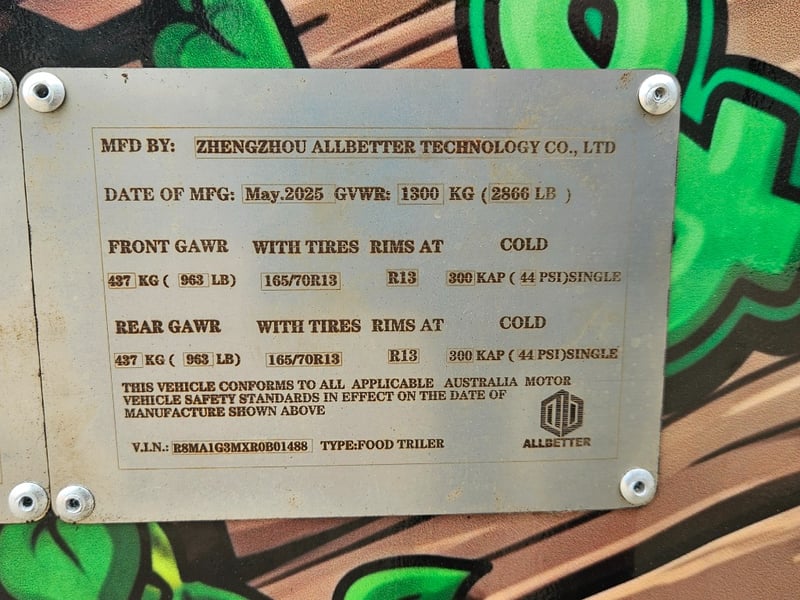 MFD BY: ZHENGZHOU ALLBETTER TECHNOLOGY CO., LTD
DATE OF MFG: May.2025 GVWR: 1300 KG ( 2866 LB )
FRONT GAWR WITH TIRES RIMS AT COLD
437 KG ( 963 LB) 165/70R13 R13 300 KAP ( 44 PSI)SINGLE
REAR GAWR WITH TIRES RIMS AT COLD
437 KG ( 963 LB) 165/70R13 R13 300 KAP ( 44 PSI)SINGLE
THIS VEHICLE CONFORMS TO ALL APPLICABLE AUSTRALIA MOTOR
VEHICLE SAFETY STANDARDS IN EFFECT ON THE DATE OF
MANUFACTURE SHOWN ABOVE
ALLBETTER
V.I.N.: R8MA1G3MXR0B01488 TYPE:FOOD TRILER